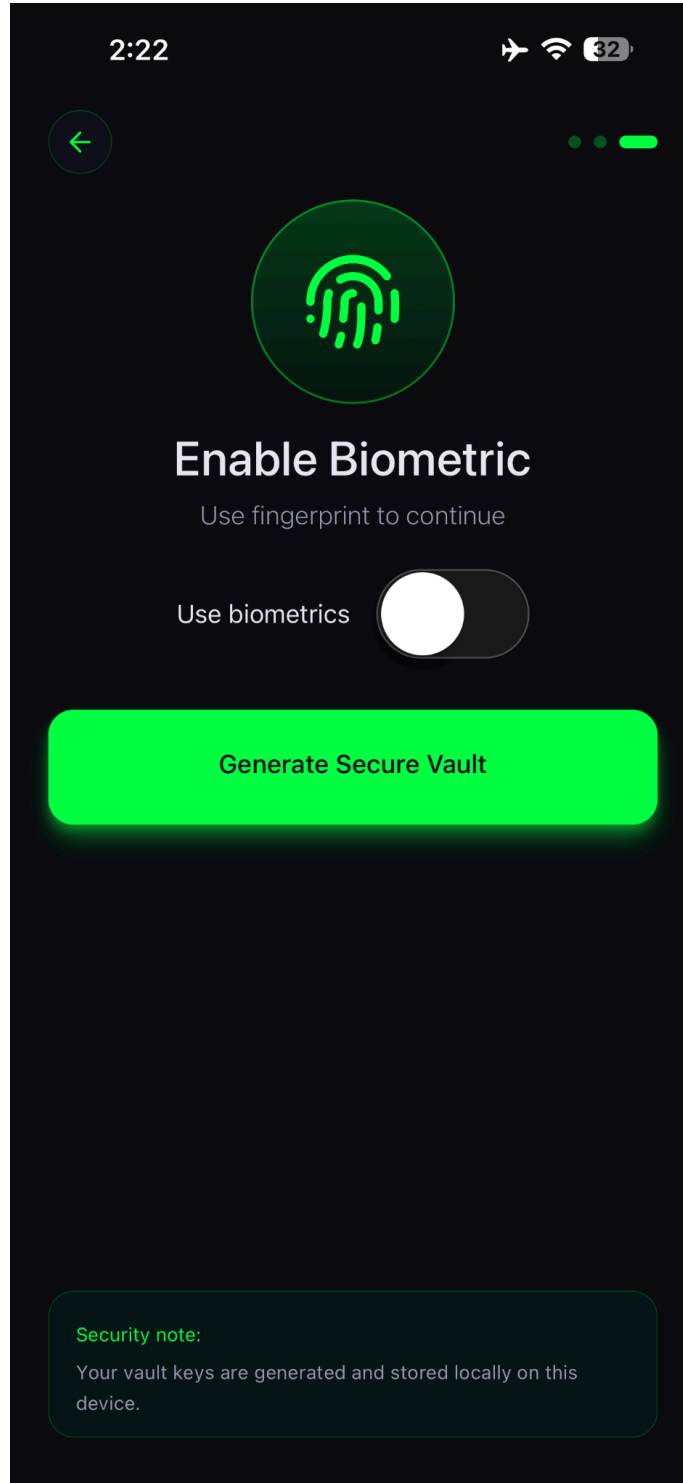 2:22
32
Enable Biometric
Use fingerprint to continue
Use biometrics
Generate Secure Vault
Security note:
Your vault keys are generated and stored locally on this
device.